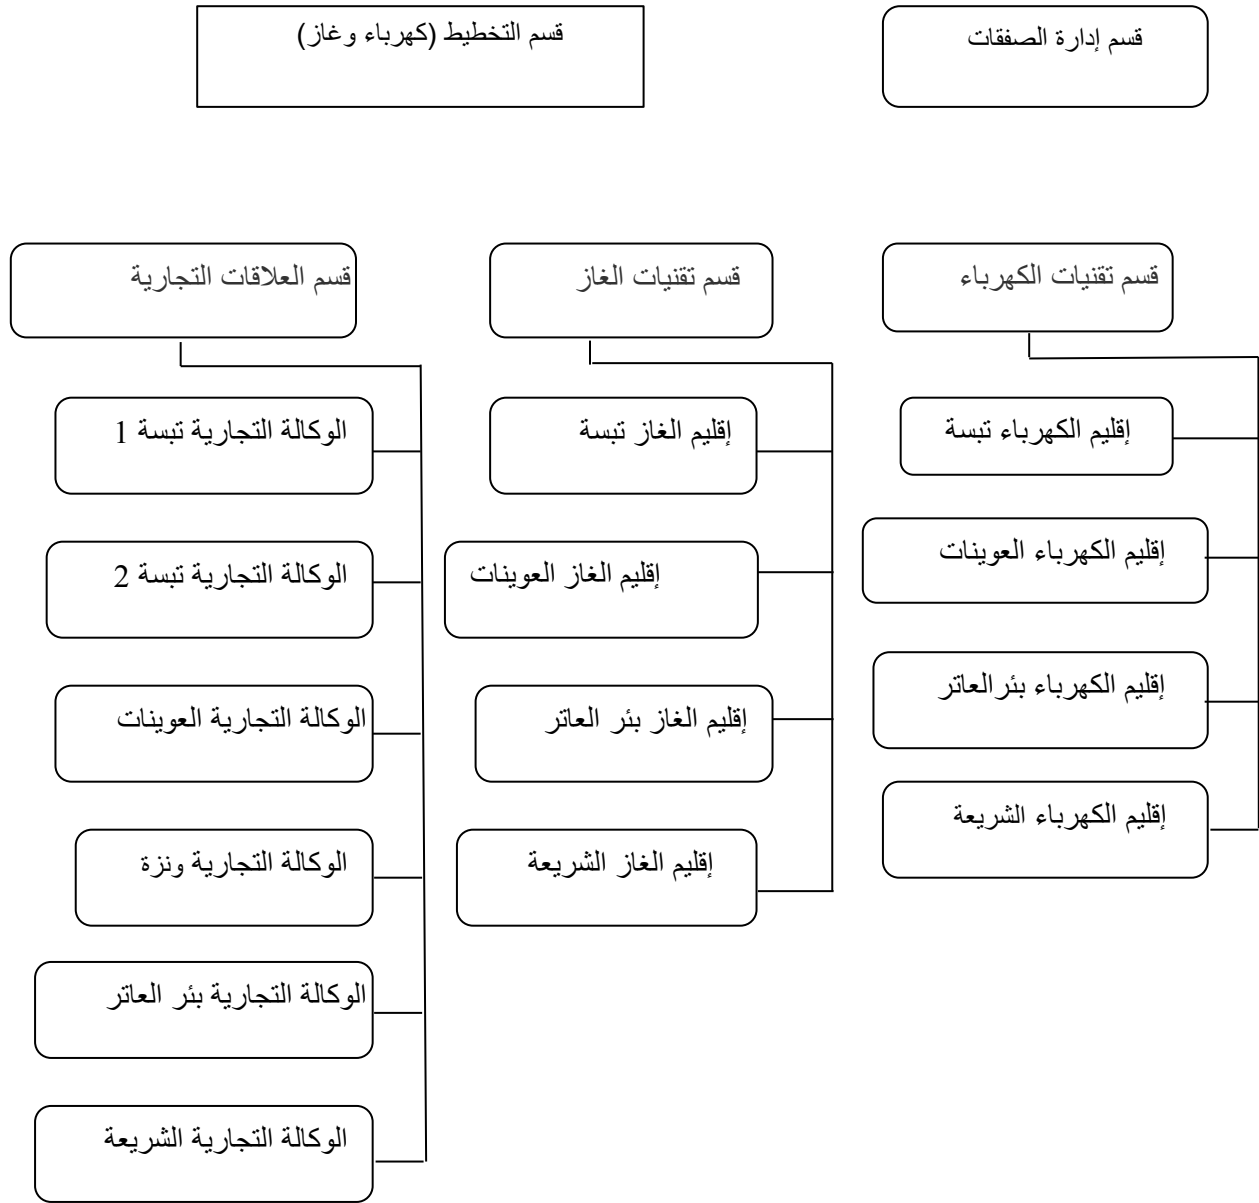 قسم إدارة الصفقات
قسم التخطيط (كهرباء وغاز)
قسم تقنيات الكهرباء
إقليم الكهرباء تبسة
إقليم الكهرباء العوينات
إقليم الكهرباء بئرالعاتر
إقليم الكهرباء الشريعة
قسم تقنيات الغاز
إقليم الغاز تبسة
إقليم الغاز العوينات
إقليم الغاز بئر العاتر
إقليم الغاز الشريعة
قسم العلاقات التجارية
الوكالة التجارية تبسة 1
الوكالة التجارية تبسة 2
الوكالة التجارية العوينات
الوكالة التجارية ونزة
الوكالة التجارية بئر العاتر
الوكالة التجارية الشريعة